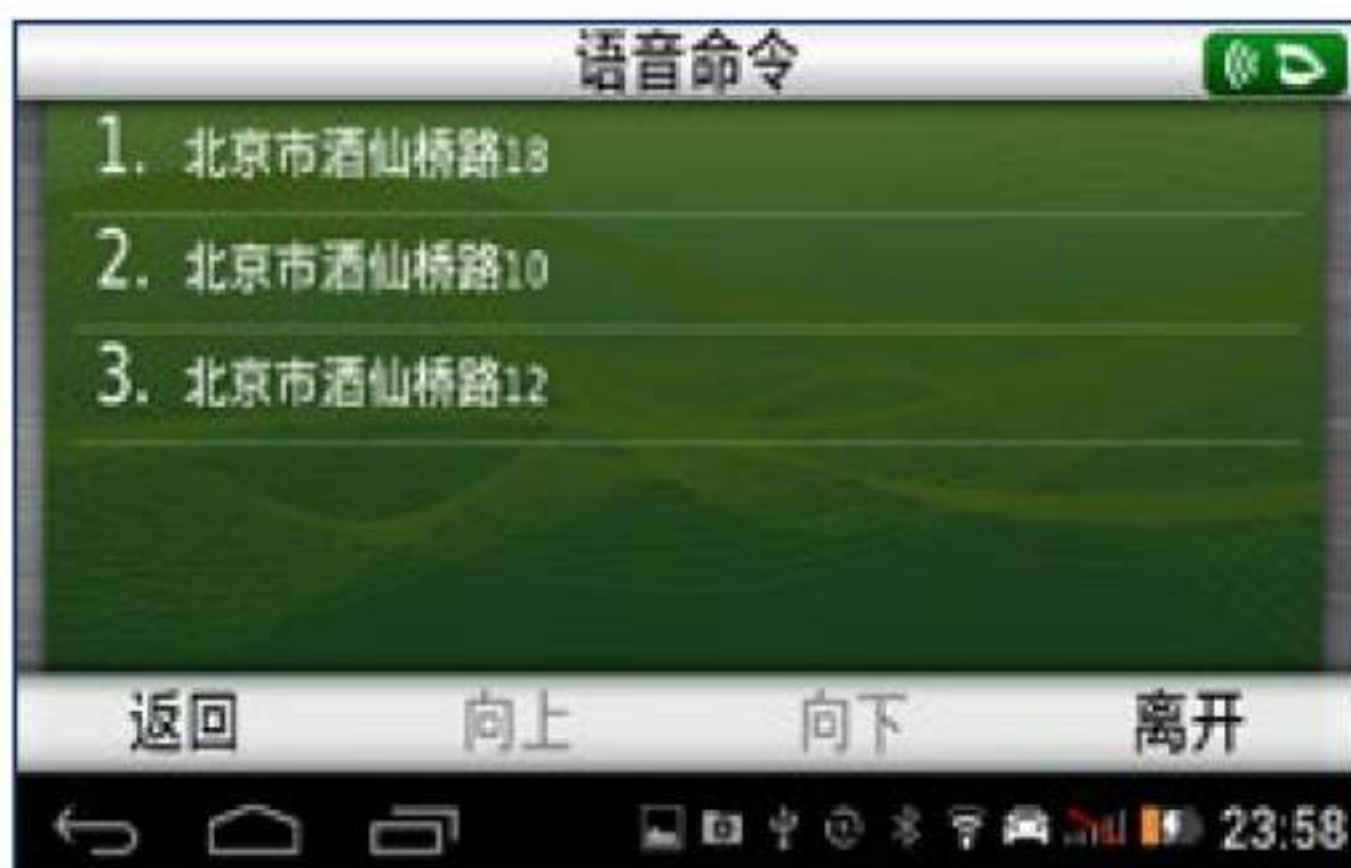 语音命令
1. 北京市酒仙桥路18
2. 北京市酒仙桥路10
3. 北京市酒仙桥路12
返回 向上 向下 离开
23:58